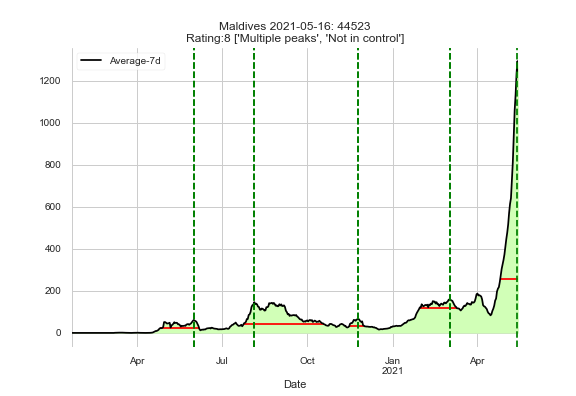 Maldives 2021-05-16: 44523
Rating:8 ['Multiple peaks', 'Not in control']
Average-7d
1200
1000
800
600
400
200
0
Apr
Jul
Oct
Jan
2021
Apr
Date